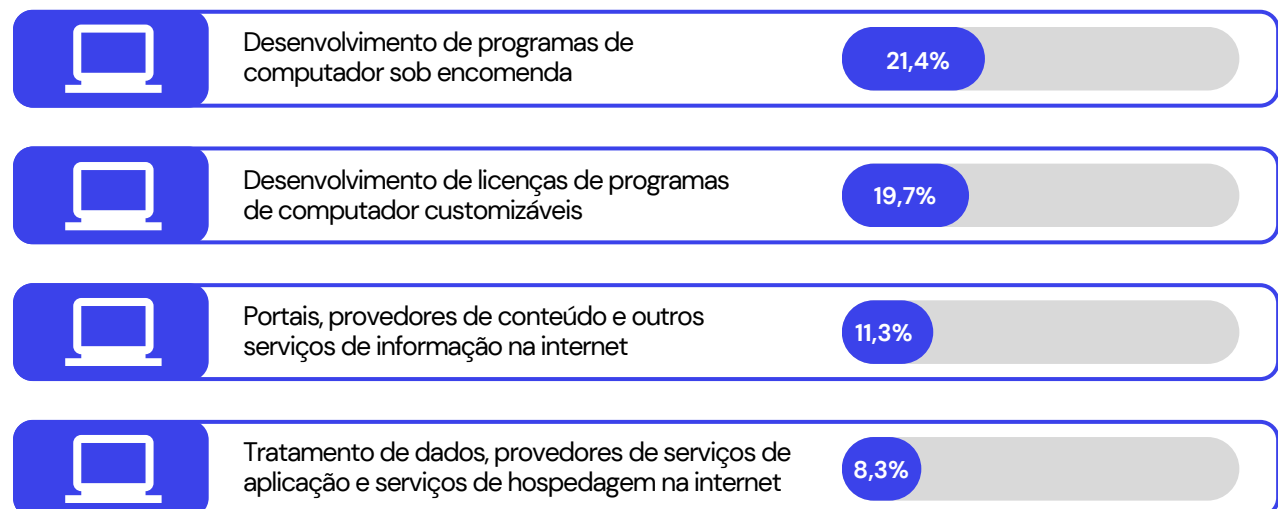 Desenvolvimento de programas de
computador sob encomenda
21,4%
Desenvolvimento de licenças de programas
de computador customizáveis
19,7%
Portais, provedores de conteúdo e outros
serviços de informação na internet
11,3%
Tratamento de dados, provedores de serviços de
aplicação e serviços de hospedagem na internet
8,3%